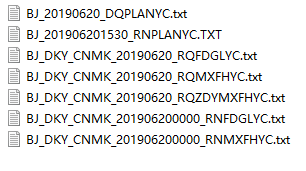 BJ_20190620_DQPLANYC.txt
BJ_201906201530_RNPLANYC.TXT
BJ_DKY_CNMK_20190620_RQFDGLYC.txt
BJ_DKY_CNMK_20190620_RQMXFHYC.txt
BJ_DKY_CNMK_20190620_RQZDYMXFHYC.txt
BJ_DKY_CNMK_201906200000_RNFDGLYC.txt
BJ_DKY_CNMK_201906200000_RNMXFHYC.txt